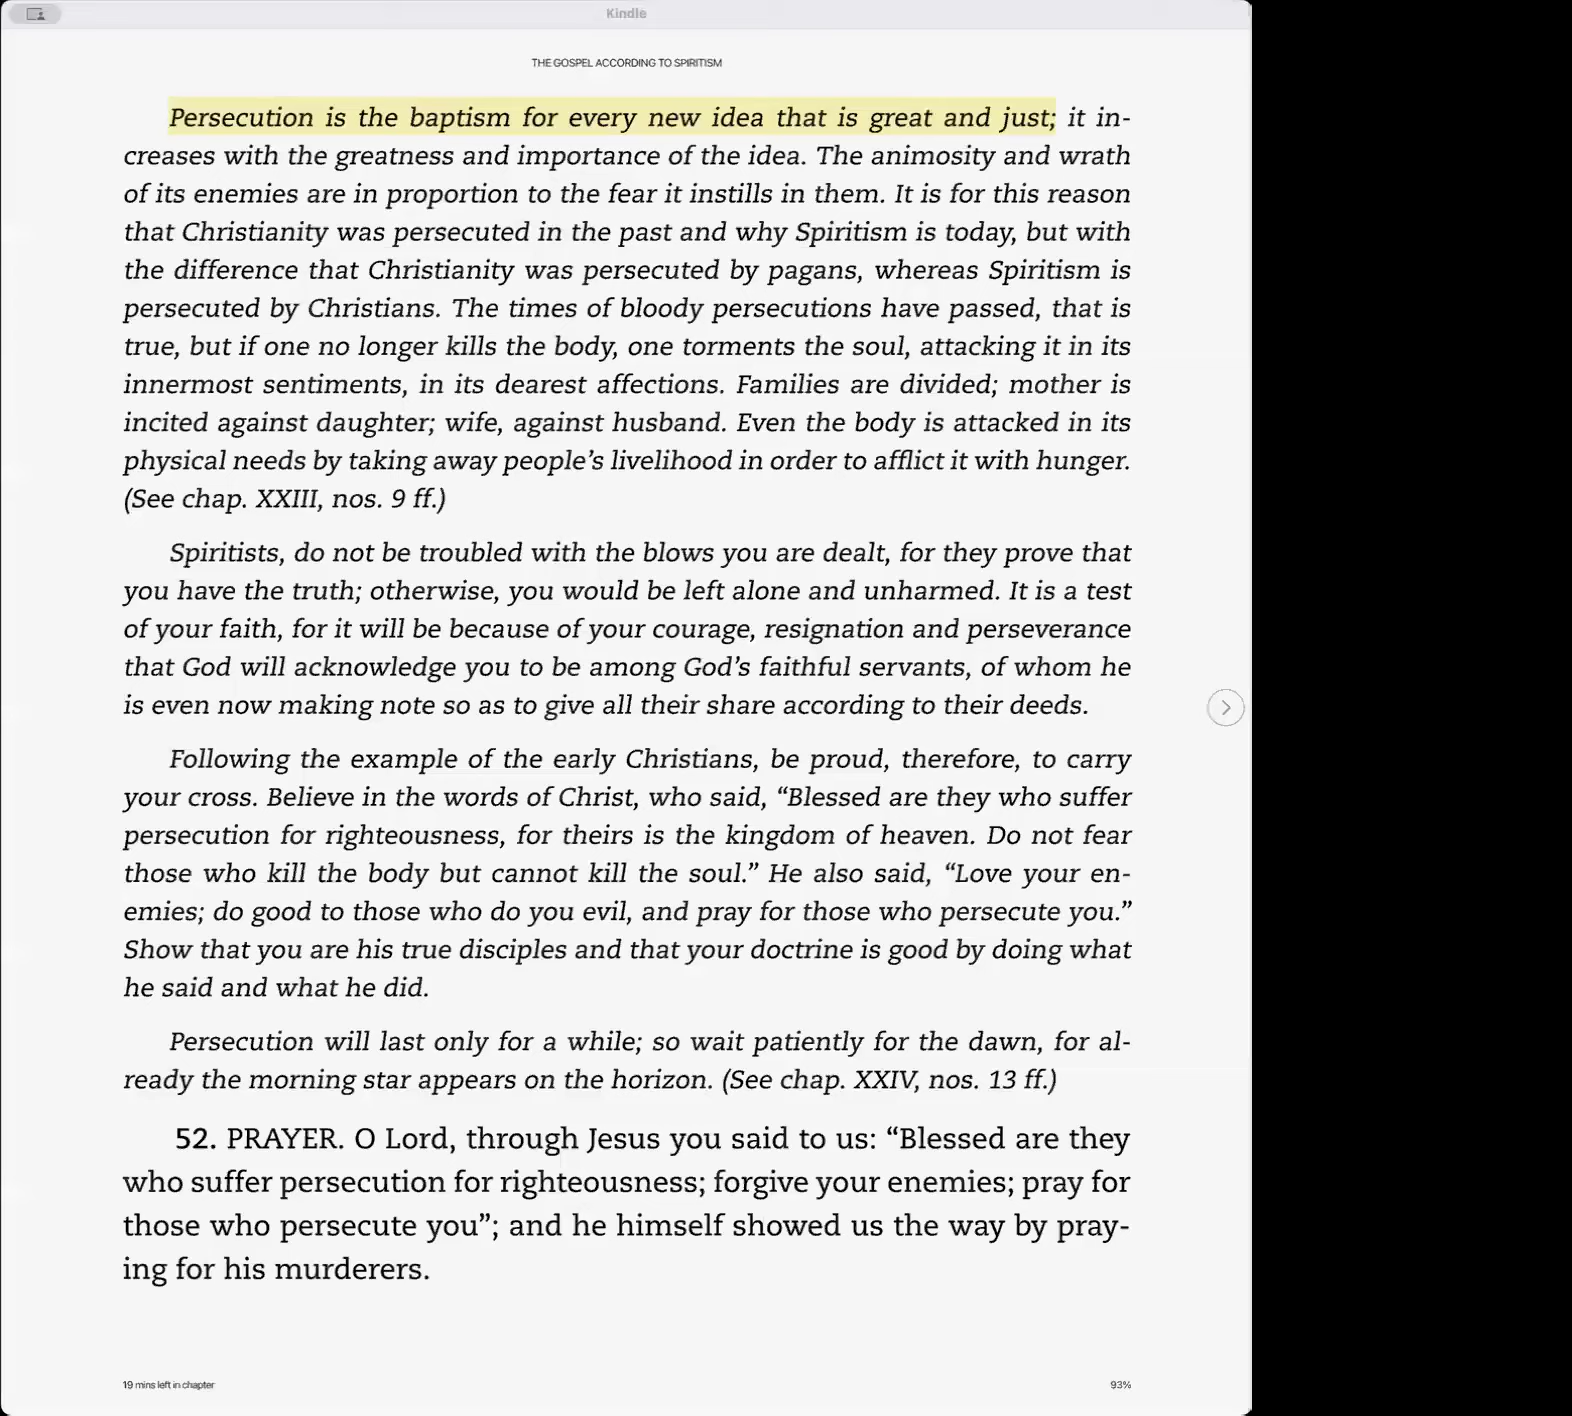 Kindle
THE GOSPEL ACCORDING TO SPIRITISM
Persecution is the baptism for every new idea that is great and just; it in-
creases with the greatness and importance of the idea. The animosity and wrath
of its enemies are in proportion to the fear it instills in them. It is for this reason
that Christianity was persecuted in the past and why Spiritism is today, but with
the difference that Christianity was persecuted by pagans, whereas Spiritism is
persecuted by Christians. The times of bloody persecutions have passed, that is
true, but if one no longer kills the body, one torments the soul, attacking it in its
innermost sentiments, in its dearest affections. Families are divided; mother is
incited against daughter; wife, against husband. Even the body is attacked in its
physical needs by taking away people’s livelihood in order to afflict it with hunger.
(See chap. XXIII, nos. 9 ff.)
Spiritists, do not be troubled with the blows you are dealt, for they prove that
you have the truth; otherwise, you would be left alone and unharmed. It is a test
of your faith, for it will be because of your courage, resignation and perseverance
that God will acknowledge you to be among God’s faithful servants, of whom he
is even now making note so as to give all their share according to their deeds.
Following the example of the early Christians, be proud, therefore, to carry
your cross. Believe in the words of Christ, who said, “Blessed are they who suffer
persecution for righteousness, for theirs is the kingdom of heaven. Do not fear
those who kill the body but cannot kill the soul.” He also said, “Love your en-
emies; do good to those who do you evil, and pray for those who persecute you.”
Show that you are his true disciples and that your doctrine is good by doing what
he said and what he did.
Persecution will last only for a while; so wait patiently for the dawn, for al-
ready the morning star appears on the horizon. (See chap. XXIV, nos. 13 ff.)
52. PRAYER. O Lord, through Jesus you said to us: “Blessed are they
who suffer persecution for righteousness; forgive your enemies; pray for
those who persecute you”; and he himself showed us the way by pray-
ing for his murderers.
19 mins left in chapter
93%